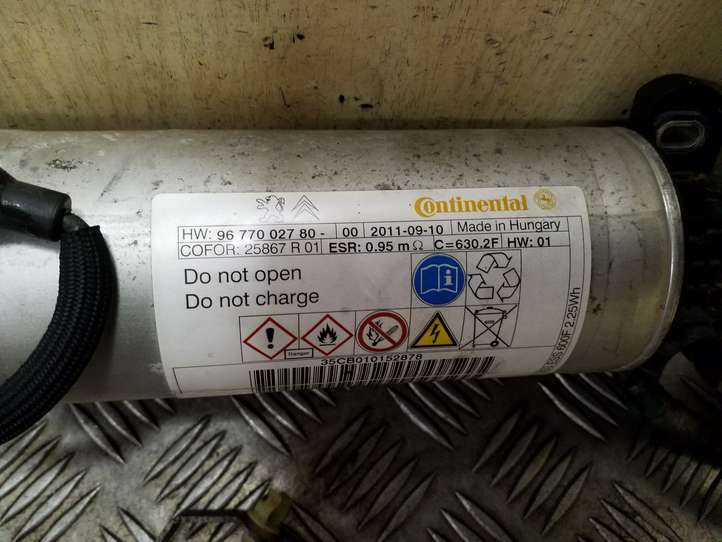 Continental
HW: 96 770 027 80 - 00 2011-09-10 Made in Hungary
COFOR: 25867 R 01 ESR: 0.95 mΩ C=630.2F HW: 01
Do not open
Do not charge
Danger
35CB010152878
600F 2.25Wh